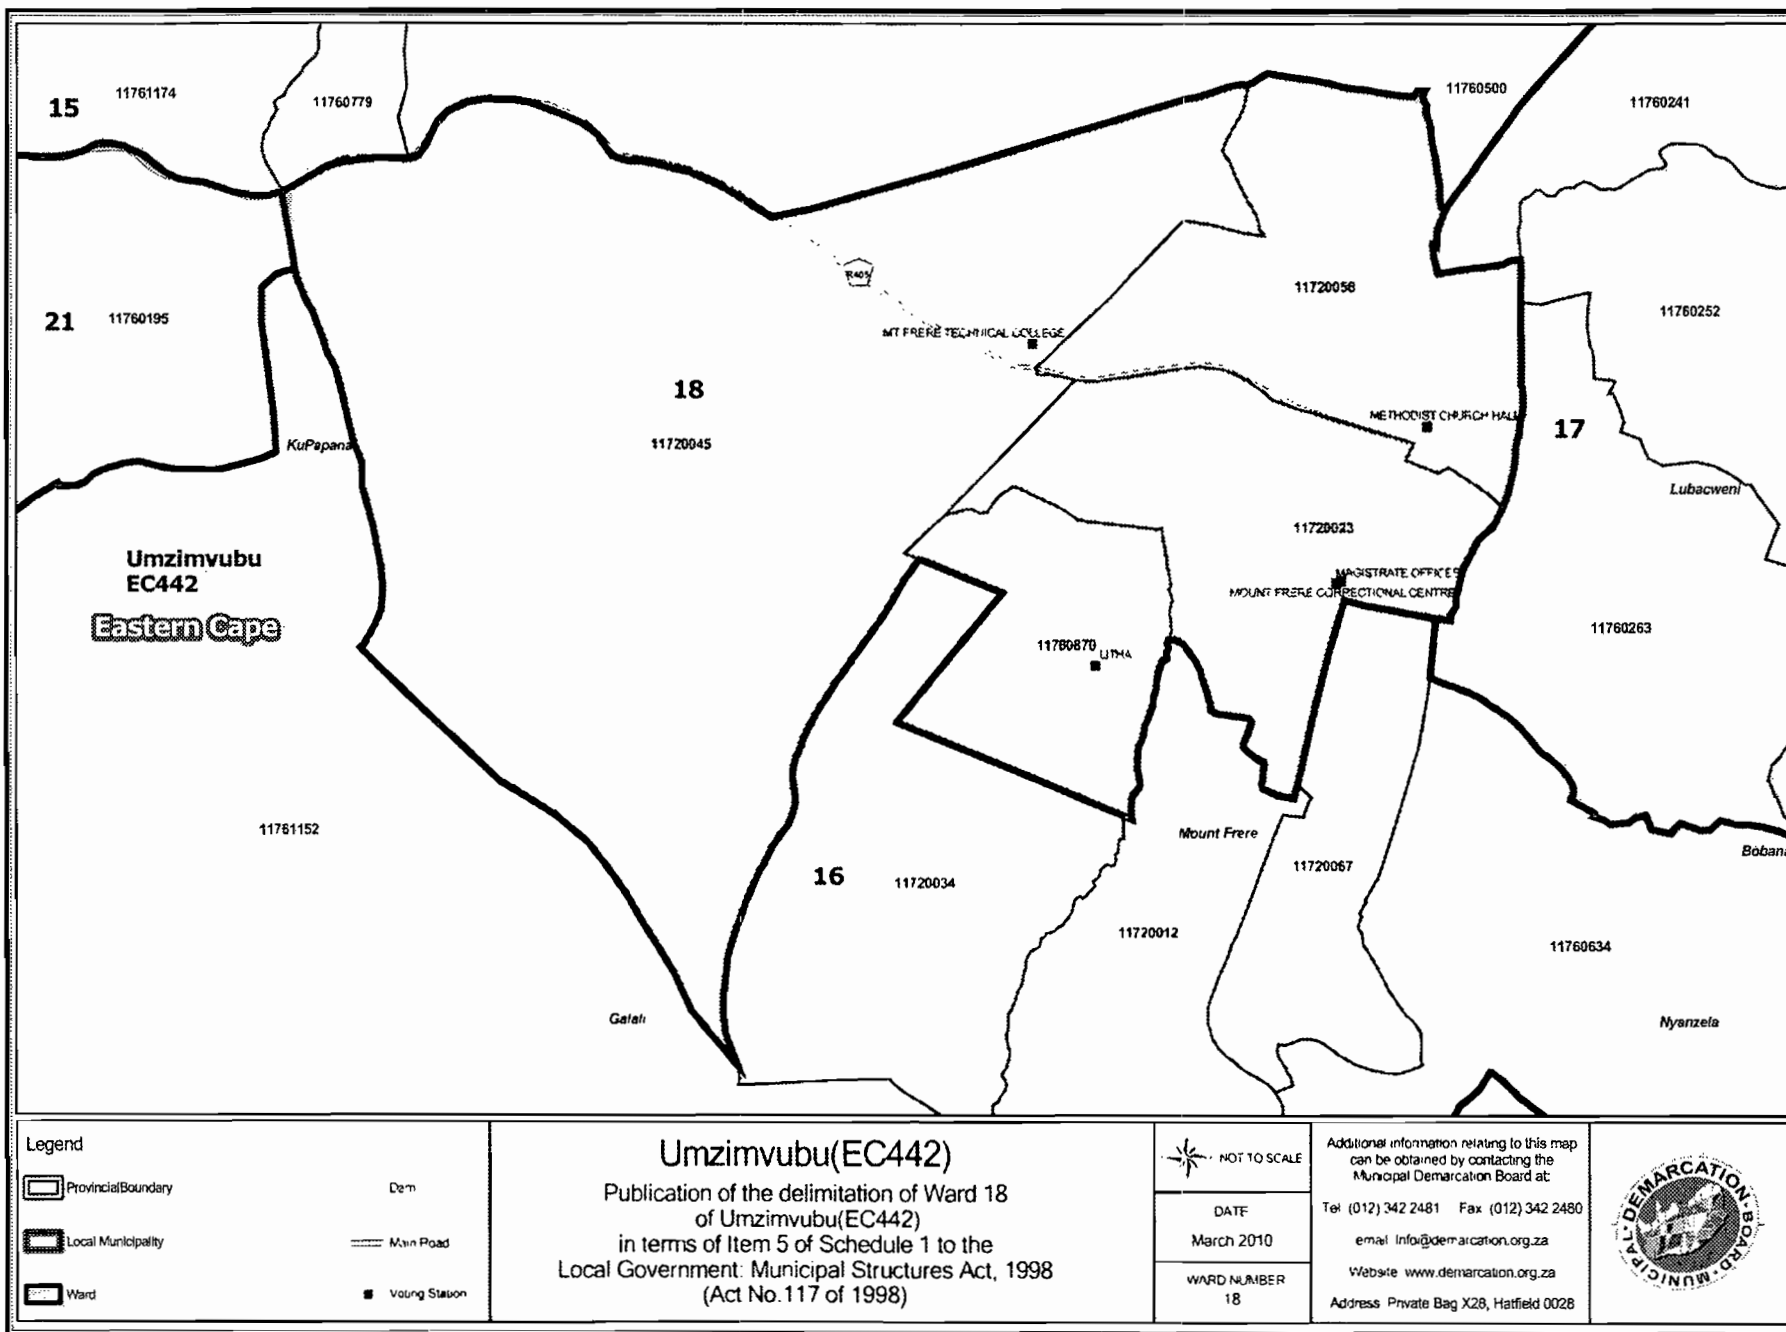 15
11761174
11760779
11760500
11760241
21
11760195
R405
11720056
11760252
MT FRERE TECHNICAL COLLEGE
18
11720045
METHODIST CHURCH HALL
17
KuPapana
Lubacweni
11720023
Umzimvubu
EC442
Eastern Cape
MAGISTRATE OFFICES
MOUNT FRERE CORRECTIONAL CENTRE
11760870
LITHA
11760263
11761152
Mount Frere
Boban
16
11720034
11720067
11720012
11760634
Galali
Nyanzela
Legend
ProvincialBoundary
Dam
Local Municipality
Main Road
Ward
Voting Station
Umzimvubu(EC442)
Publication of the delimitation of Ward 18
of Umzimvubu(EC442)
in terms of Item 5 of Schedule 1 to the
Local Government: Municipal Structures Act, 1998
(Act No.117 of 1998)
NOT TO SCALE
DATE
March 2010
WARD NUMBER
18
Additional information relating to this map
can be obtained by contacting the
Municipal Demarcation Board at:
Tel (012) 342 2481 Fax (012) 342 2480
email Info@demarcation.org.za
Website www.demarcation.org.za
Address Private Bag X28, Hatfield 0028
MUNICIPAL DEMARCATION BOARD